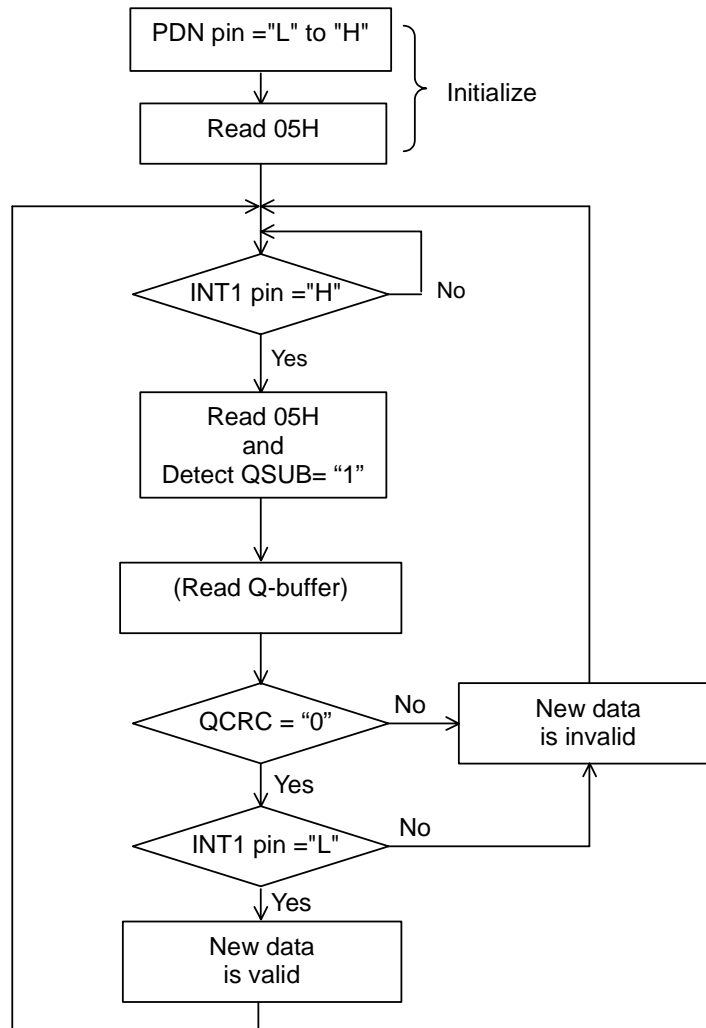 PDN pin ="L" to "H"
Initialize
Read 05H
INT1 pin ="H"
No
Yes
Read 05H
and
Detect QSUB= “1”
(Read Q-buffer)
QCRC = “0”
No
New data
is invalid
Yes
INT1 pin ="L"
No
Yes
New data
is valid